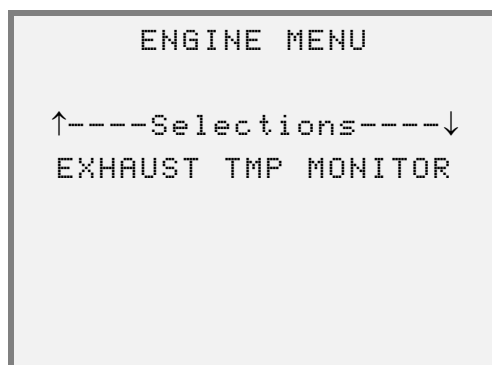 ENGINE MENU
↑----Selections----↓
EXHAUST TMP MONITOR